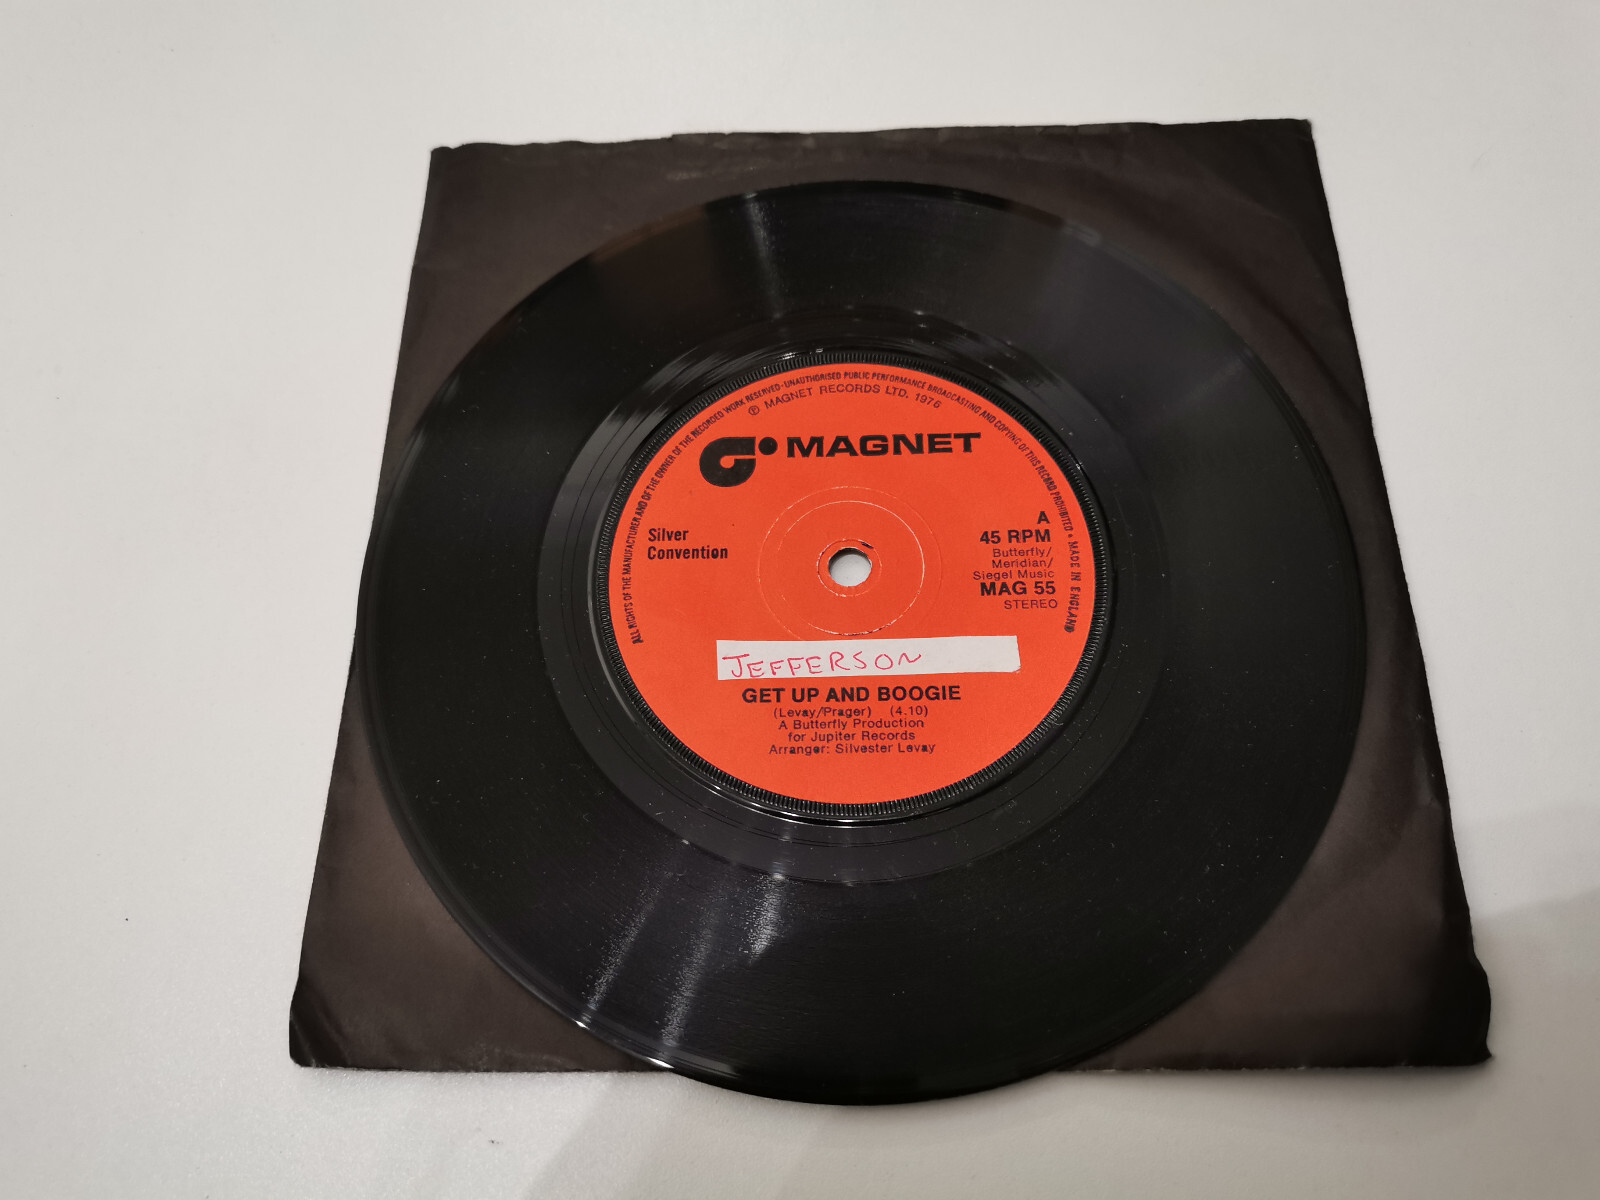 ALL RIGHTS OF THE MANUFACTURER AND OF THE OWNER OF THE RECORDED WORK RESERVED·UNAUTHORISED PUBLIC PERFORMANCE BROADCASTING AND COPYING OF THIS RECORD PROHIBITED • MADE IN ENGLAND
℗ MAGNET RECORDS LTD, 1976
MAGNET
A
45 RPM
Butterfly/
Meridian/
Siegel Music
MAG 55
STEREO
Silver
Convention
JEFFERSON
GET UP AND BOOGIE
(Levay/Prager) (4.10)
A Butterfly Production
for Jupiter Records
Arranger: Silvester Levay